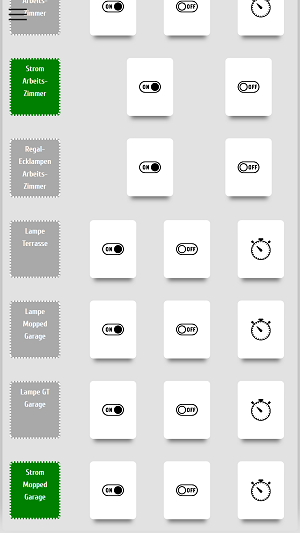 Arbeits-
Zimmer
ON OFF
Strom
Arbeits-
Zimmer
ON OFF
Regal-
Ecklampen
Arbeits-
Zimmer
ON OFF
Lampe
Terrasse
ON OFF
Lampe
Mopped
Garage
ON OFF
Lampe GT
Garage
ON OFF
Strom
Mopped
Garage
ON OFF